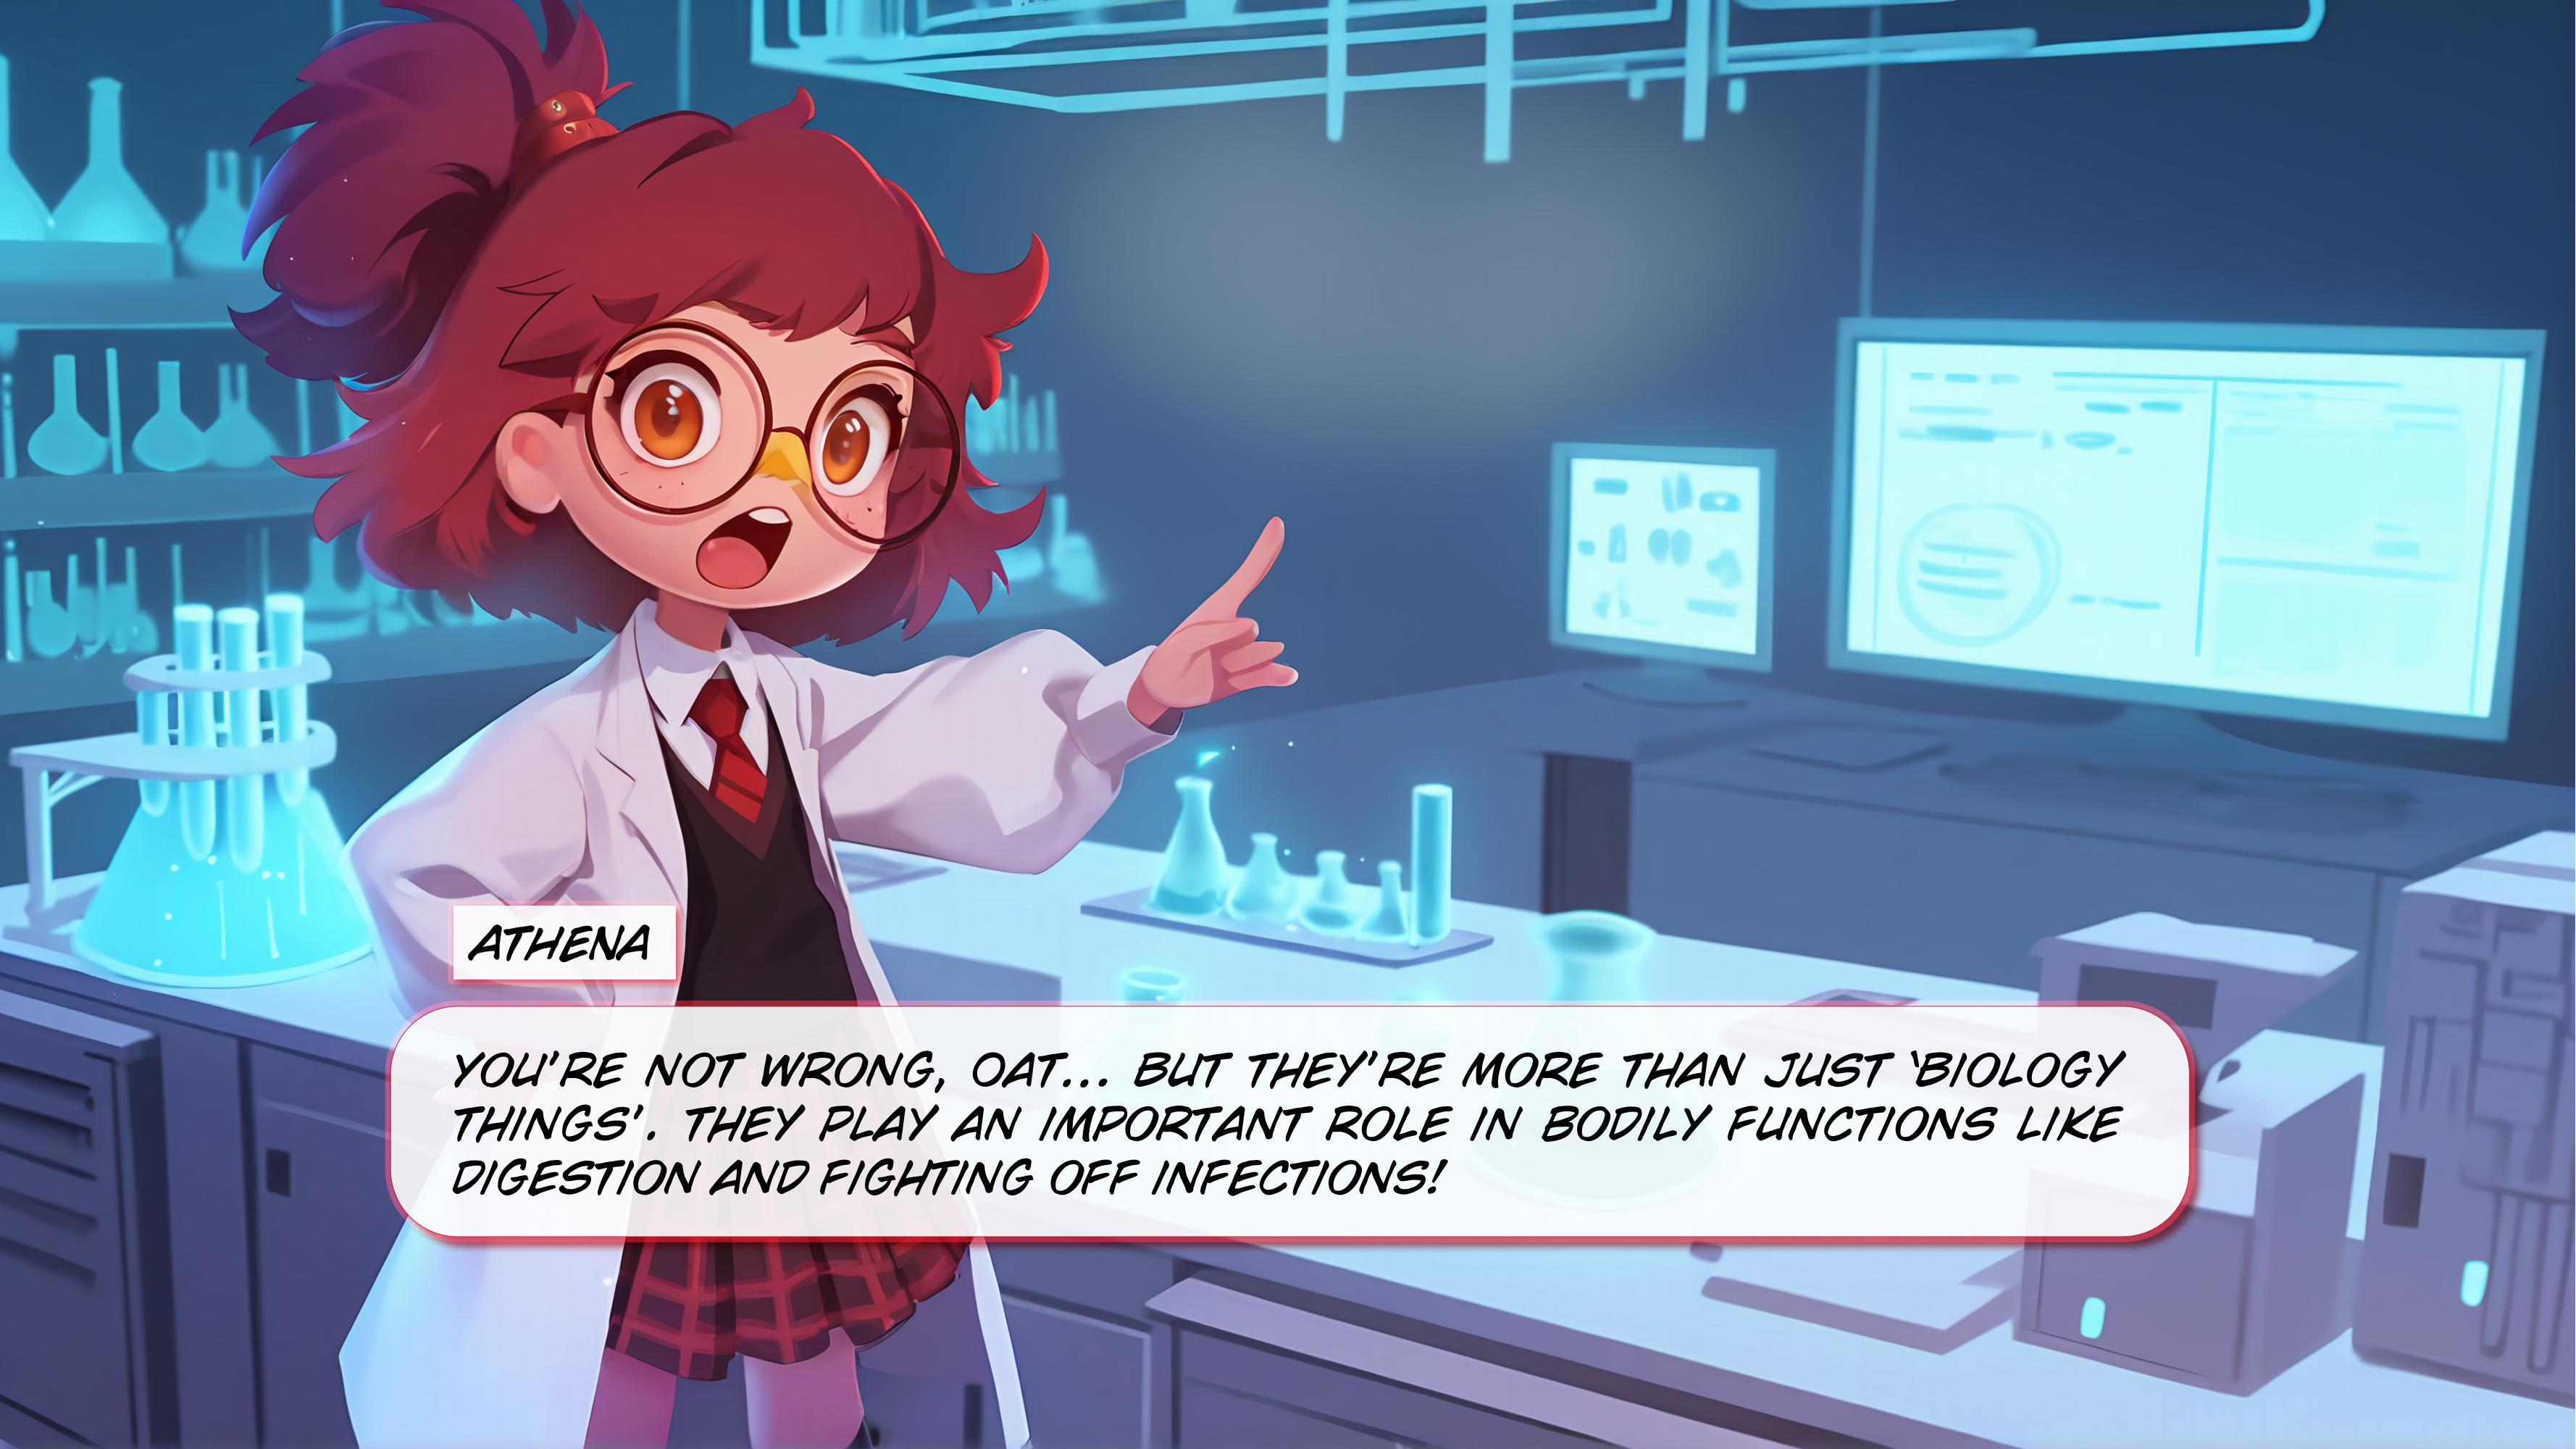 ATHENA
YOU'RE NOT WRONG, OAT... BUT THEY'RE MORE THAN JUST 'BIOLOGY
THINGS'. THEY PLAY AN IMPORTANT ROLE IN BODILY FUNCTIONS LIKE
DIGESTION AND FIGHTING OFF INFECTIONS!